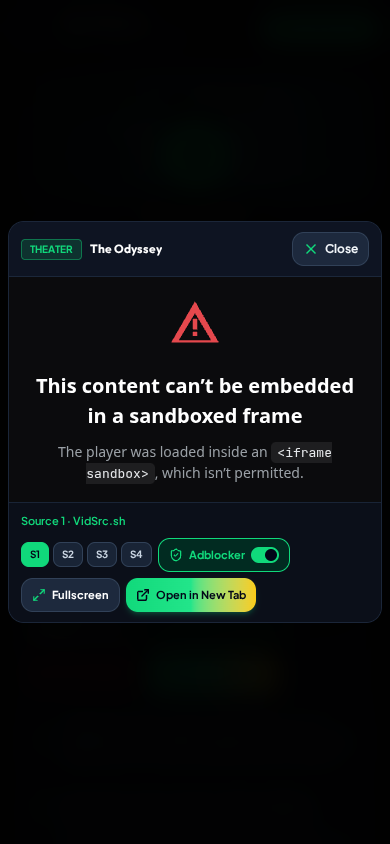 THEATER The Odyssey Close
This content can’t be embedded
in a sandboxed frame
The player was loaded inside an <iframe
sandbox>, which isn’t permitted.
Source 1 · VidSrc.sh
S1 S2 S3 S4 Adblocker
Fullscreen Open in New Tab